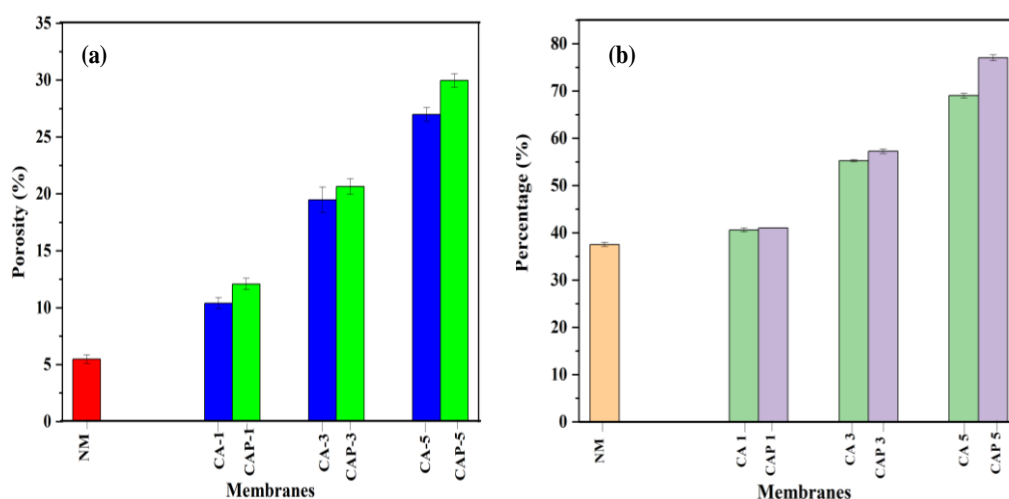 (a)
Porosity (%)
35
30
25
20
15
10
5
0
NM
CA-1
CAP-1
CA-3
CAP-3
CA-5
CAP-5
Membranes
(b)
Percentage (%)
80
70
60
50
40
30
20
10
0
NM
CA 1
CAP 1
CA 3
CAP 3
CA 5
CAP 5
Membranes